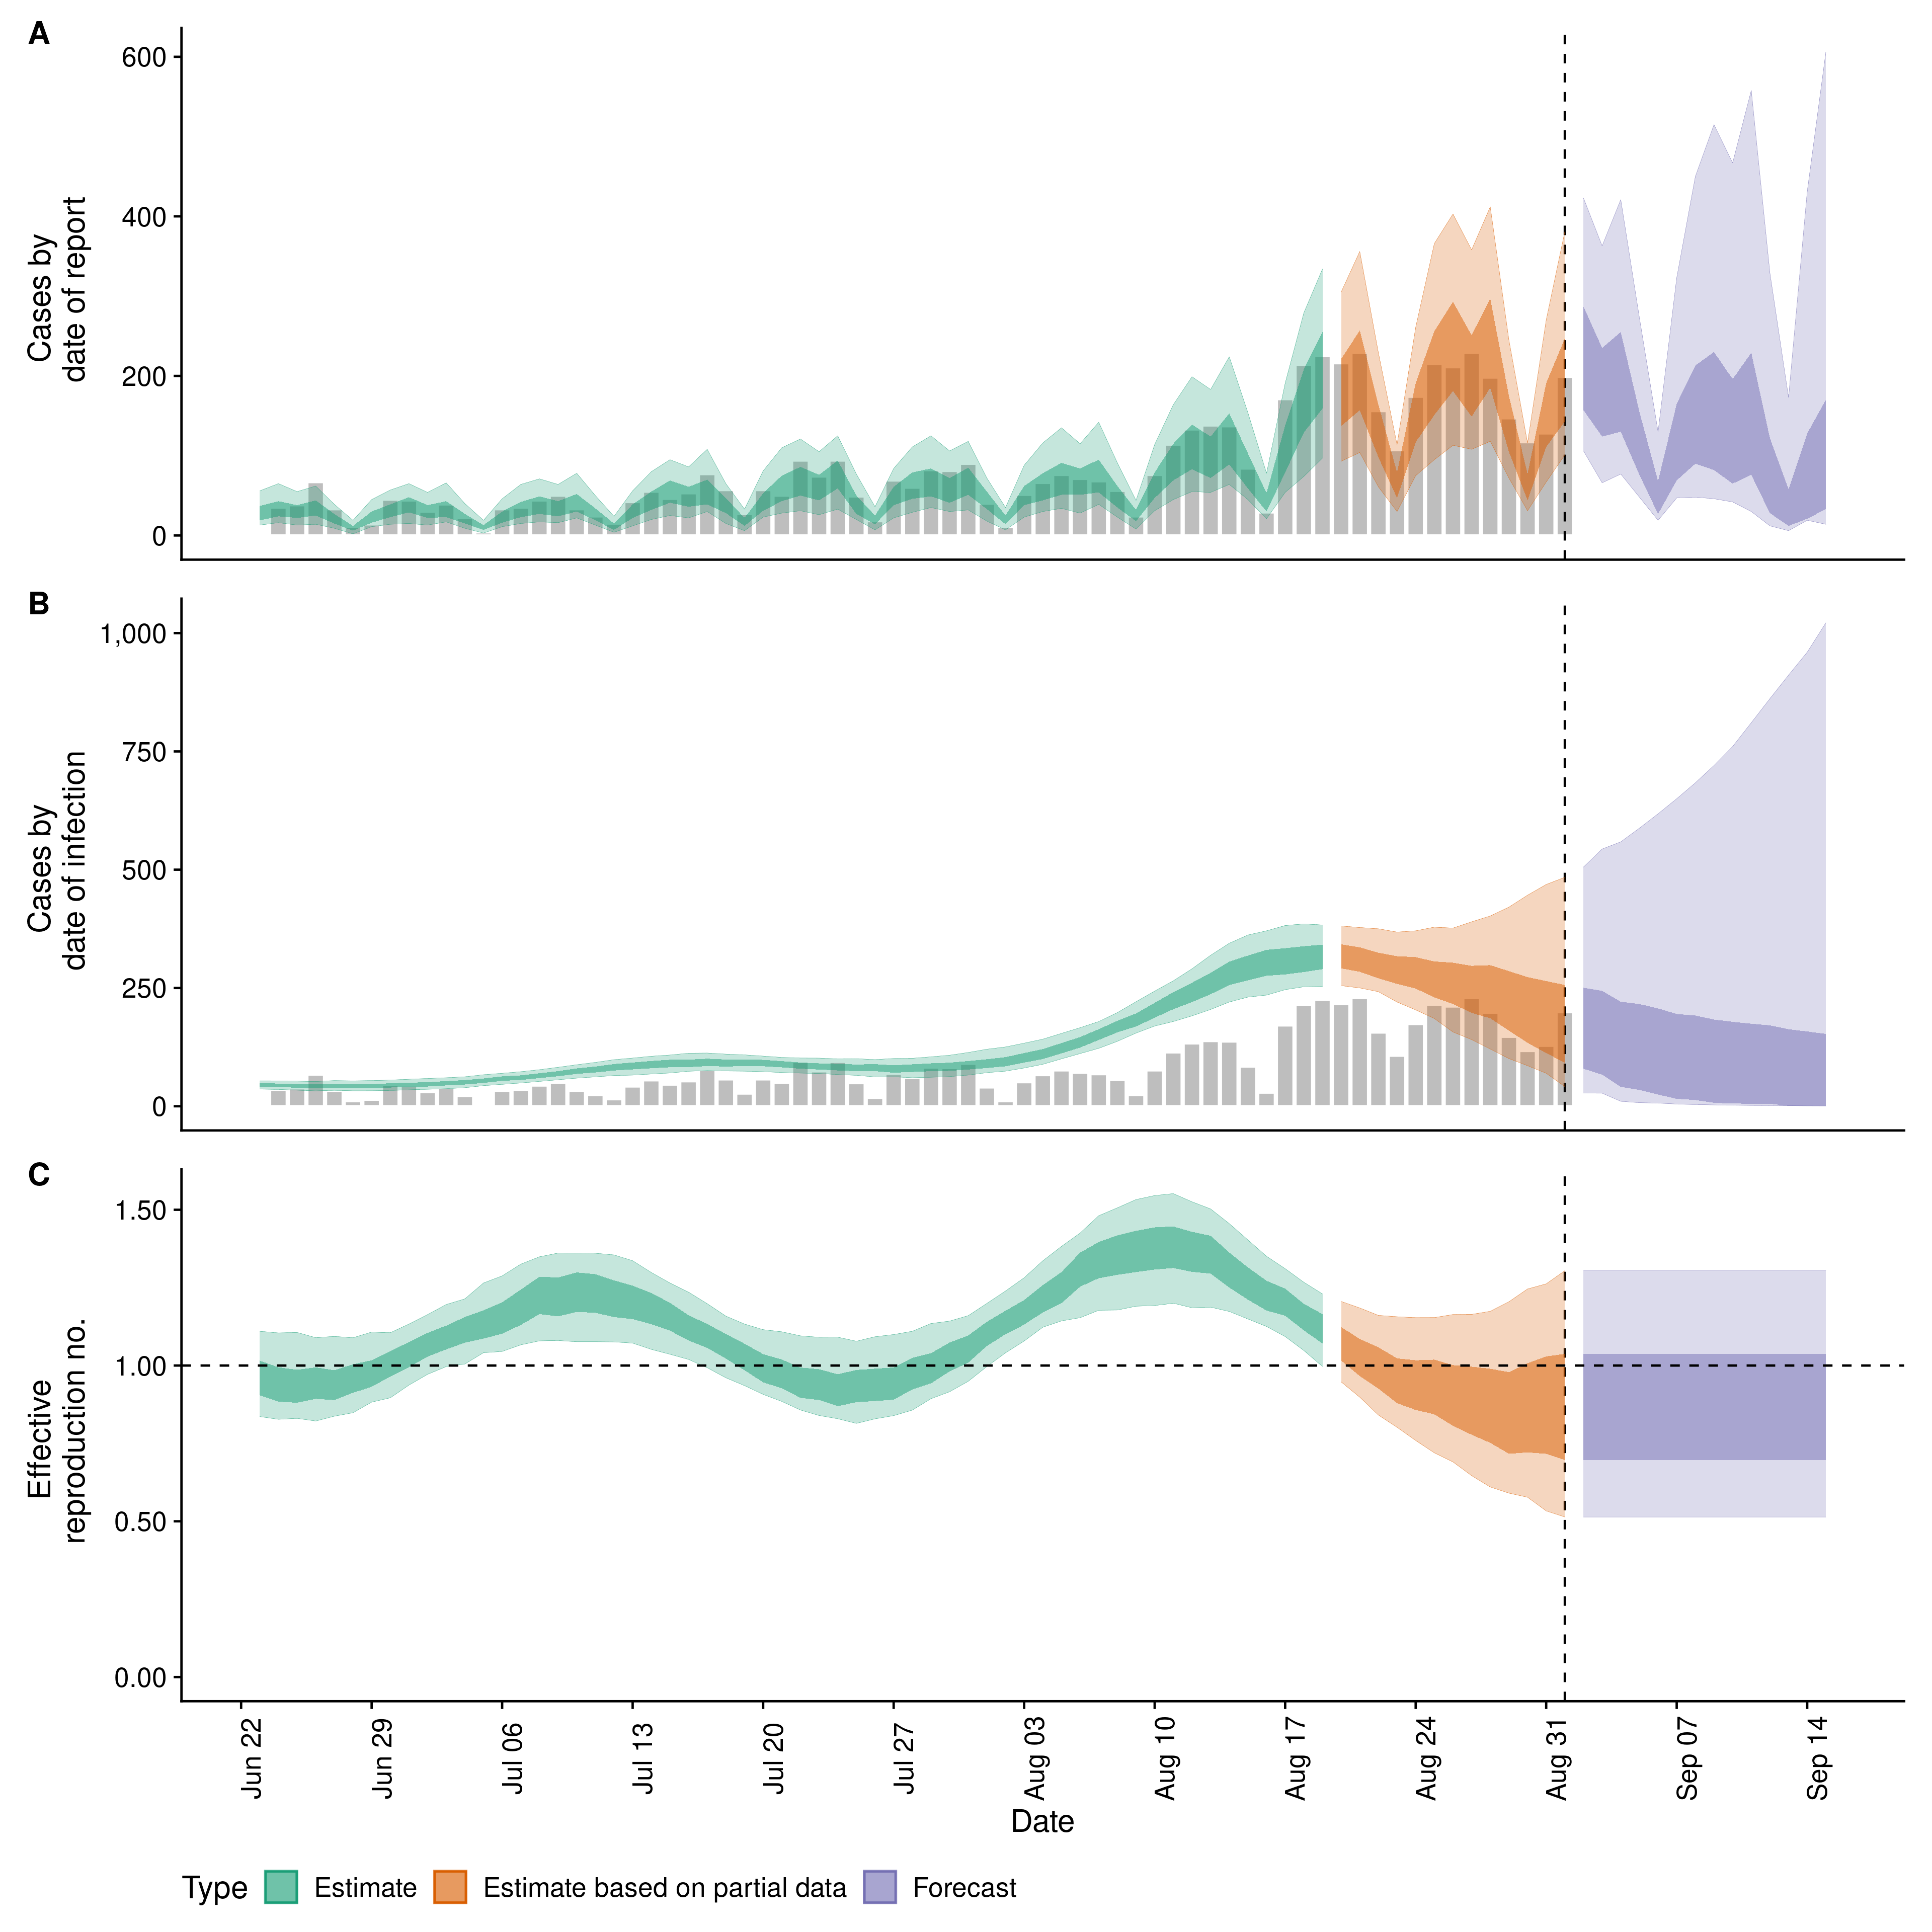 A
600
400
200
0
Cases by
date of report
B
1,000
750
500
250
0
Cases by
date of infection
C
1.50
1.00
0.50
0.00
Effective
reproduction no.
Jun 22
Jun 29
Jul 06
Jul 13
Jul 20
Jul 27
Aug 03
Aug 10
Aug 17
Aug 24
Aug 31
Sep 07
Sep 14
Date
Type Estimate Estimate based on partial data Forecast